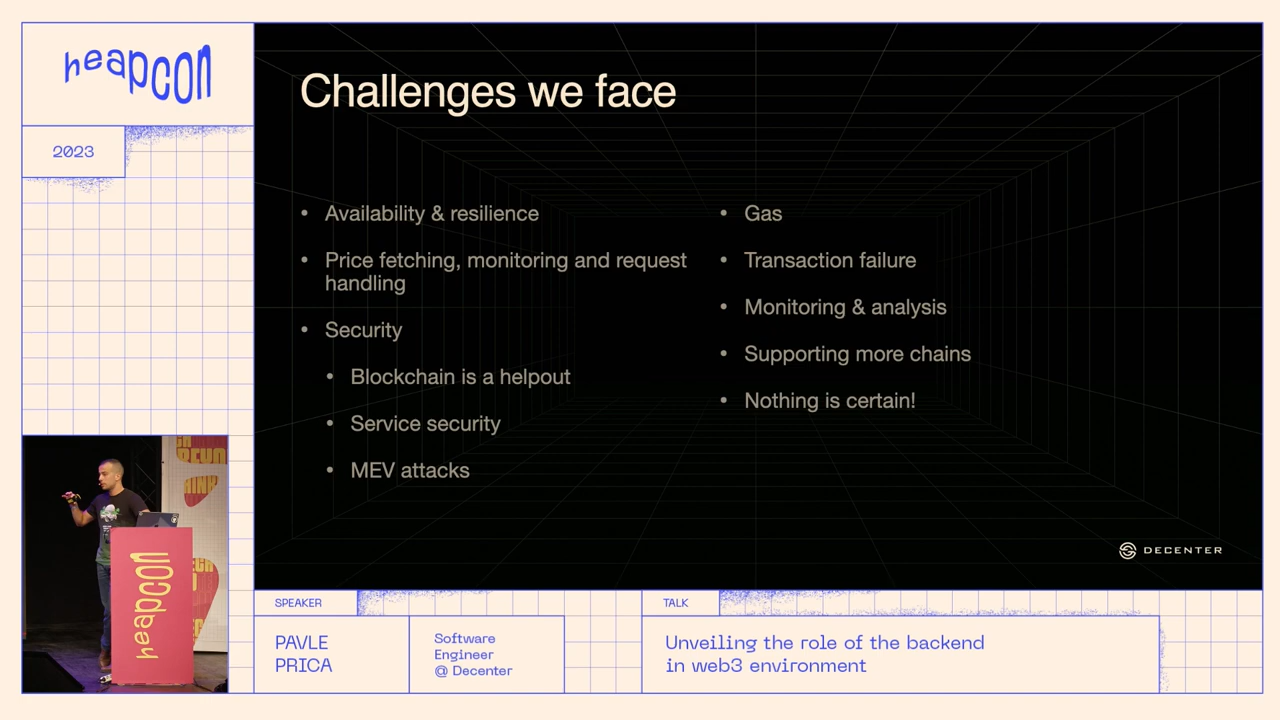 heapcon
2023
Challenges we face
• Availability & resilience
• Price fetching, monitoring and request
handling
• Security
• Blockchain is a helpout
• Service security
• MEV attacks
• Gas
• Transaction failure
• Monitoring & analysis
• Supporting more chains
• Nothing is certain!
DECENTER
heapcon
SPEAKER
PAVLE
PRICA
Software
Engineer
@ Decenter
TALK
Unveiling the role of the backend
in web3 environment